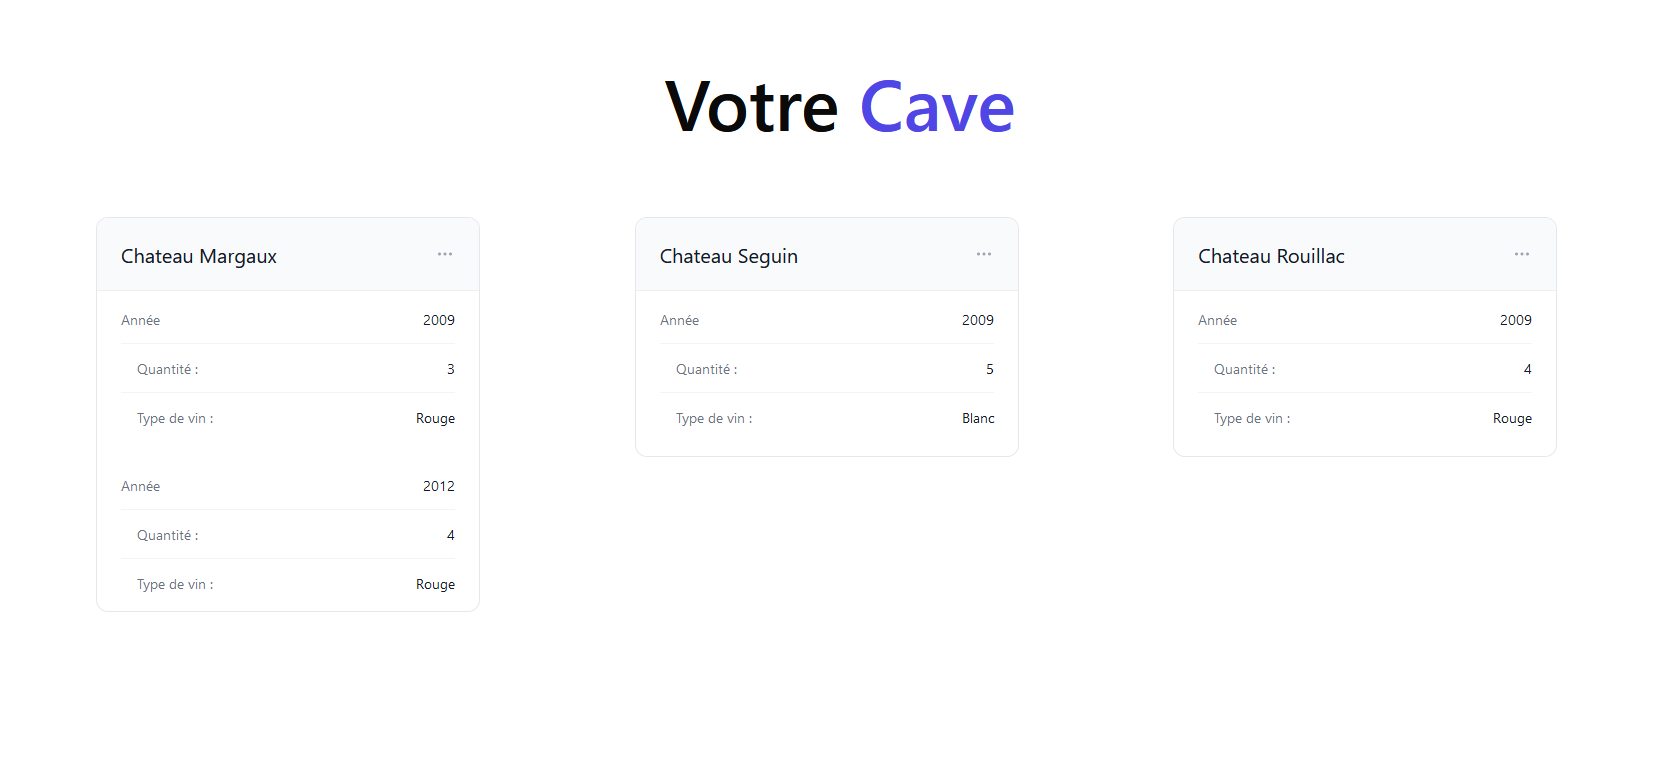 Votre Cave
Chateau Margaux ...
Année 2009
Quantité : 3
Type de vin : Rouge
Année 2012
Quantité : 4
Type de vin : Rouge
Chateau Seguin ...
Année 2009
Quantité : 5
Type de vin : Blanc
Chateau Rouillac ...
Année 2009
Quantité : 4
Type de vin : Rouge